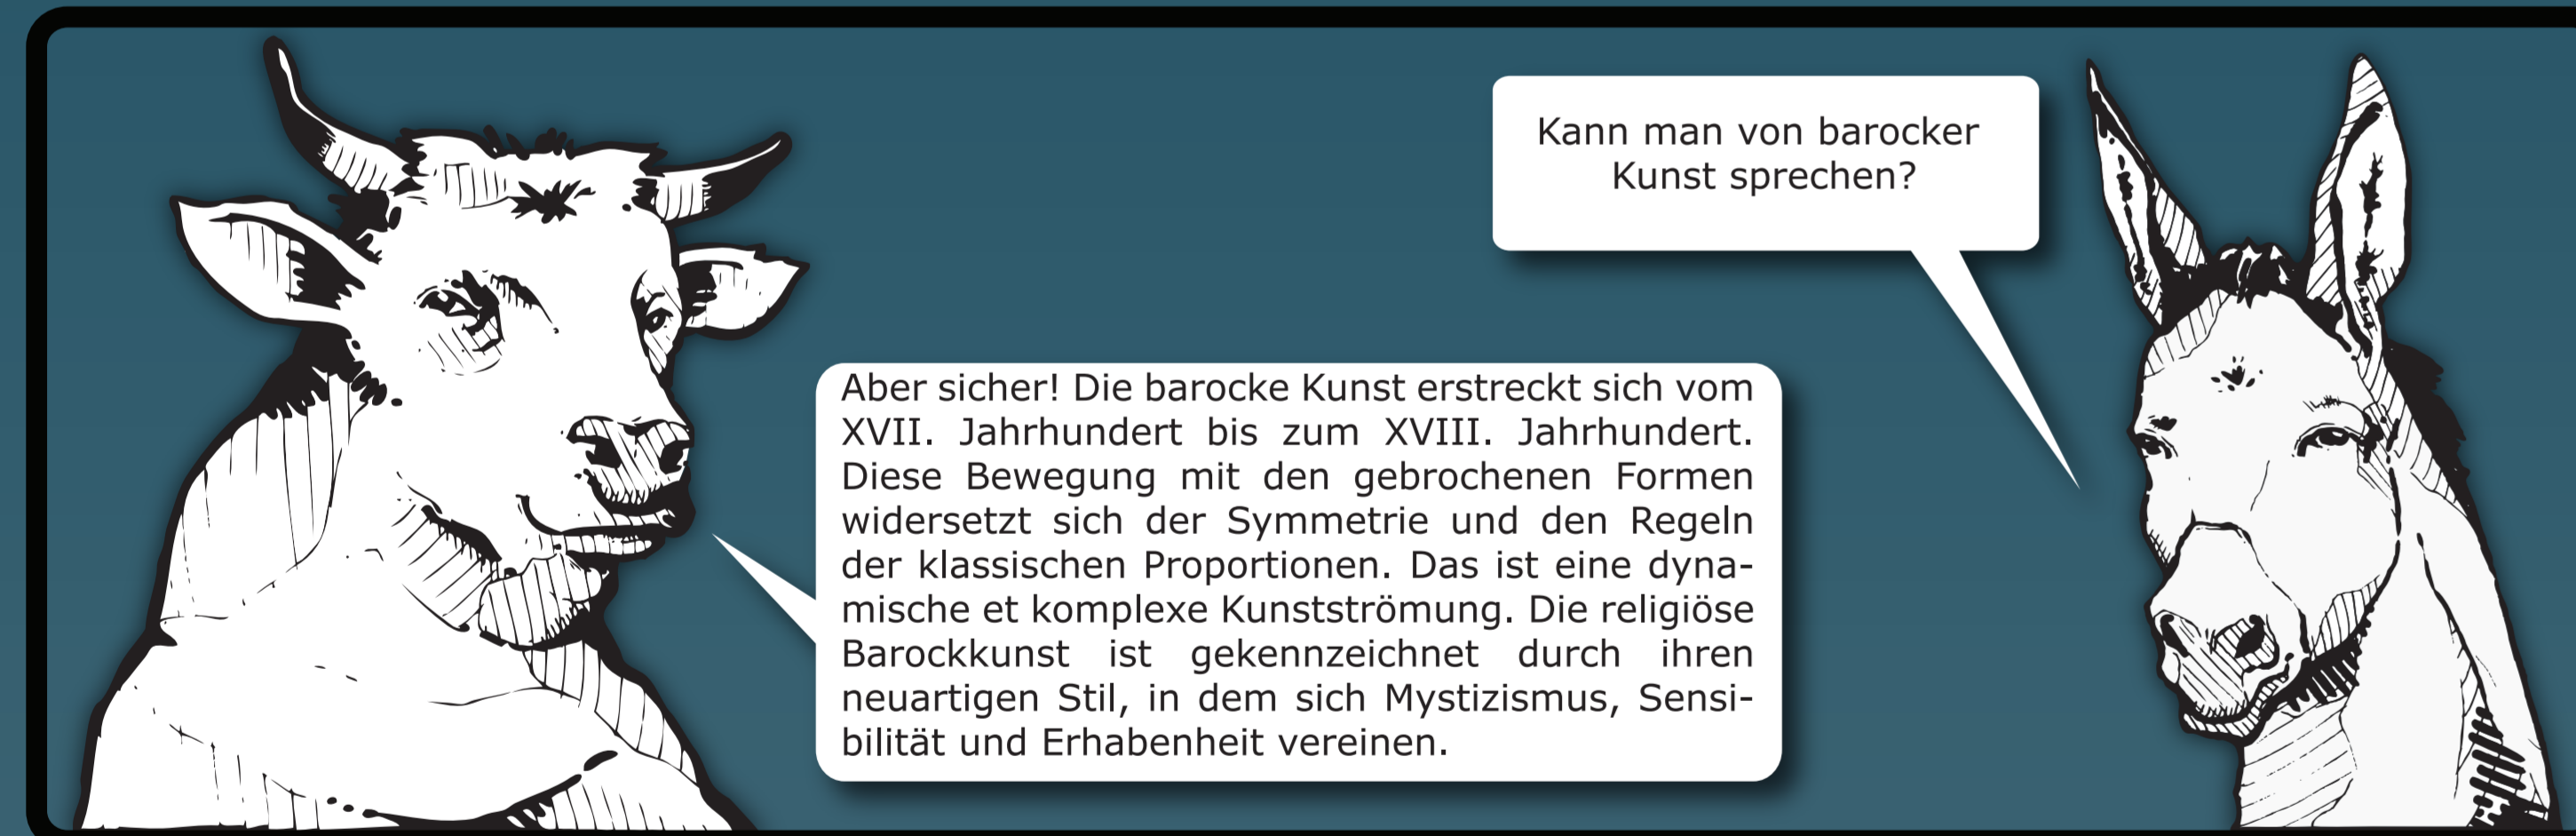 Kann man von barocker
Kunst sprechen?
Aber sicher! Die barocke Kunst erstreckt sich vom
XVII. Jahrhundert bis zum XVIII. Jahrhundert.
Diese Bewegung mit den gebrochenen Formen
widersetzt sich der Symmetrie und den Regeln
der klassischen Proportionen. Das ist eine dyna-
mische et komplexe Kunstströmung. Die religiöse
Barockkunst ist gekennzeichnet durch ihren
neuartigen Stil, in dem sich Mystizismus, Sensi-
bilität und Erhabenheit vereinen.